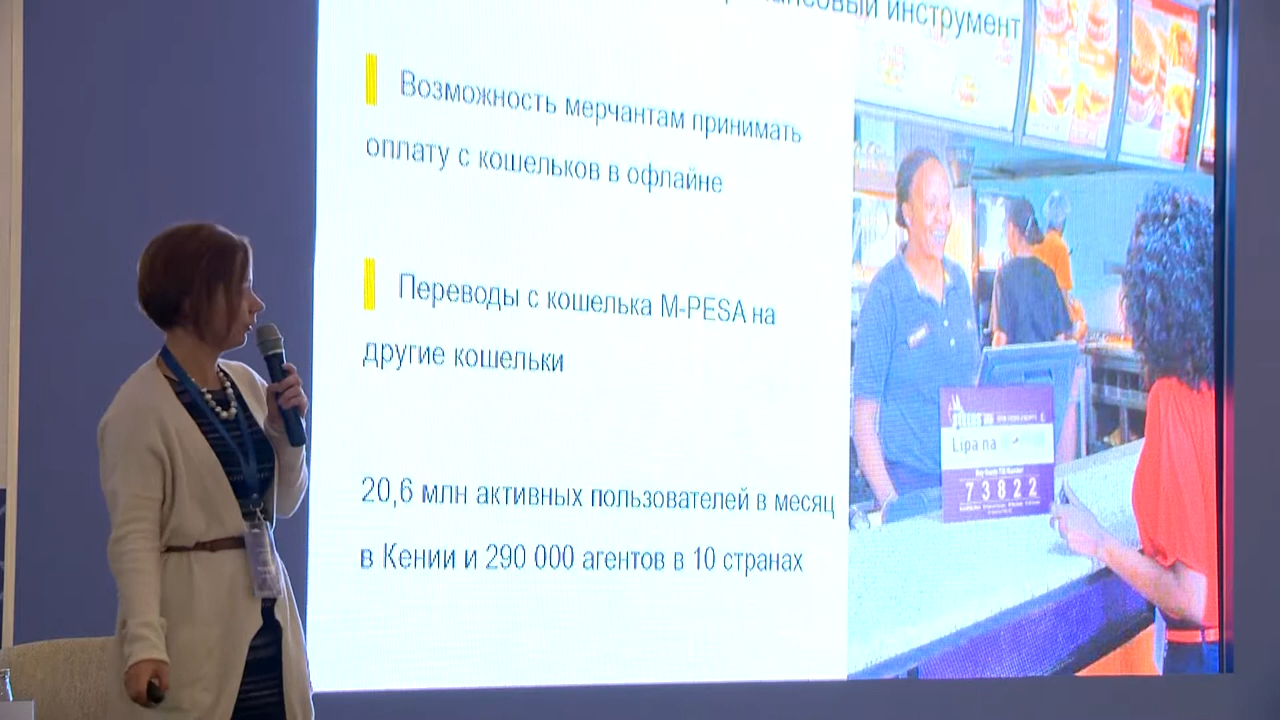 инструмент
Возможность мерчантам принимать
оплату с кошельков в офлайне
Переводы с кошелька M-PESA на
другие кошельки
20,6 млн активных пользователей в месяц
в Кении и 290 000 агентов в 10 странах
Lipa na
73822